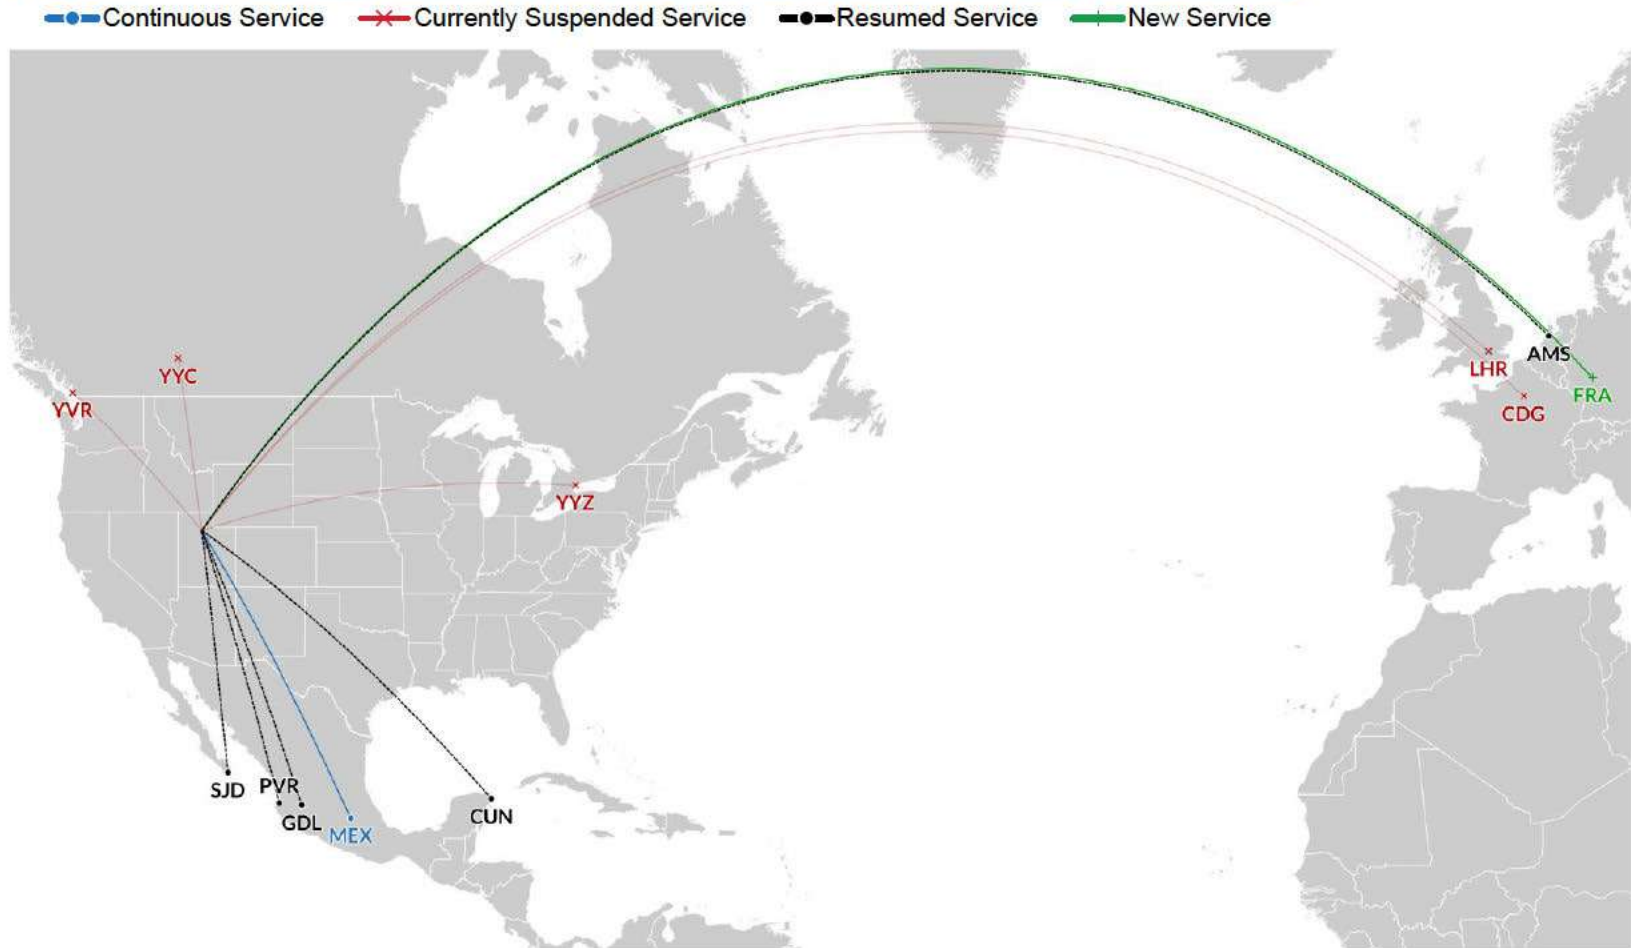 Continuous Service Currently Suspended Service Resumed Service New Service
YYC
YVR
YYZ
LHR
AMS
FRA
CDG
SJD
PVR
GDL
MEX
CUN